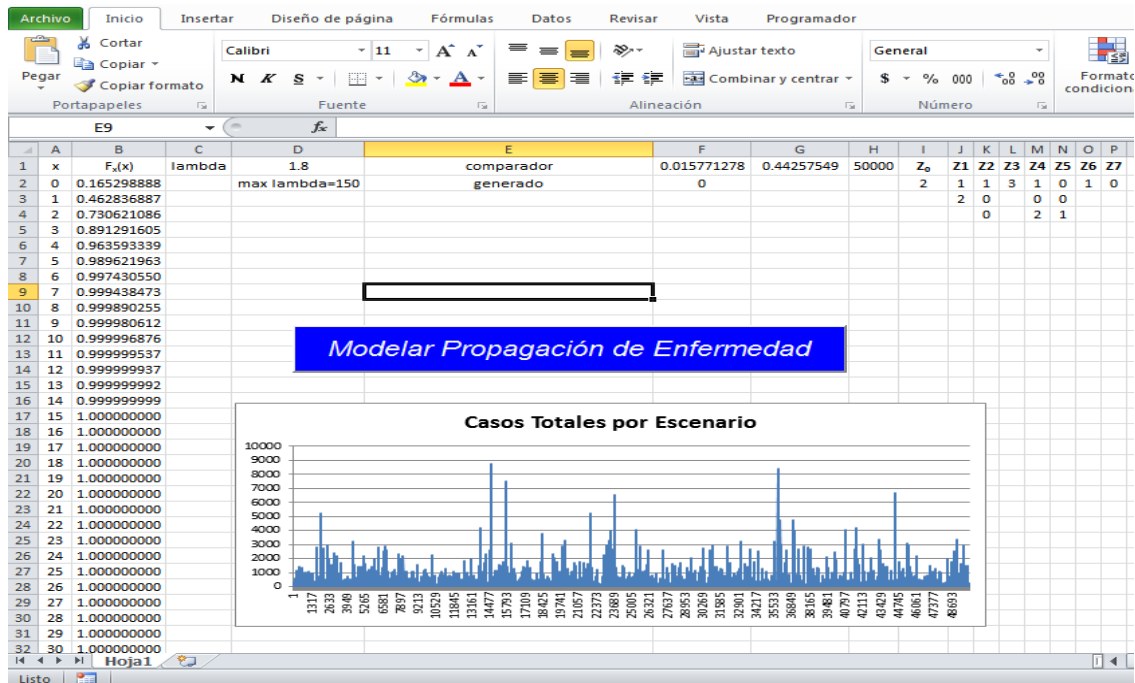 Archivo Inicio Insertar Diseño de página Fórmulas Datos Revisar Vista Programador
Pegar
Cortar
Copiar
Copiar formato
Portapapeles
Calibri 11 A A
N K S A
Fuente
Ajustar texto
Combinar y centrar
Alineación
General
$ % 000
Número
Formato
condicion
E9 fx
A B C D E F G H I J K L M N O P
1 x Fx(x) lambda 1.8 comparador 0.015771278 0.44257549 50000 Zo Z1 Z2 Z3 Z4 Z5 Z6 Z7
2 0 0.165298888 max lambda=150 generado 0 2 1 1 3 1 0 1 0
3 1 0.462836887 2 0 0 0
4 2 0.730621086 0 2 1
5 3 0.891291605
6 4 0.963593339
7 5 0.989621963
8 6 0.997430550
9 7 0.999438473
10 8 0.999890255
11 9 0.999980612
12 10 0.999996876
13 11 0.999999537
14 12 0.999999937
15 13 0.999999992
16 14 0.999999999
17 15 1.000000000
18 16 1.000000000
19 17 1.000000000
20 18 1.000000000
21 19 1.000000000
22 20 1.000000000
23 21 1.000000000
24 22 1.000000000
25 23 1.000000000
26 24 1.000000000
27 25 1.000000000
28 26 1.000000000
29 27 1.000000000
30 28 1.000000000
31 29 1.000000000
32 30 1.000000000
Modelar Propagación de Enfermedad
Casos Totales por Escenario
10000
9000
8000
7000
6000
5000
4000
3000
2000
1000
0
1 1317 2633 3949 5265 6581 7897 9213 10529 11845 13161 14477 15793 17109 18425 19741 21057 22373 23689 25005 26321 27637 28953 30269 31585 32901 34217 35533 36849 38165 39481 40797 42113 43429 44745 46061 47377 48693
Hoja1
Listo